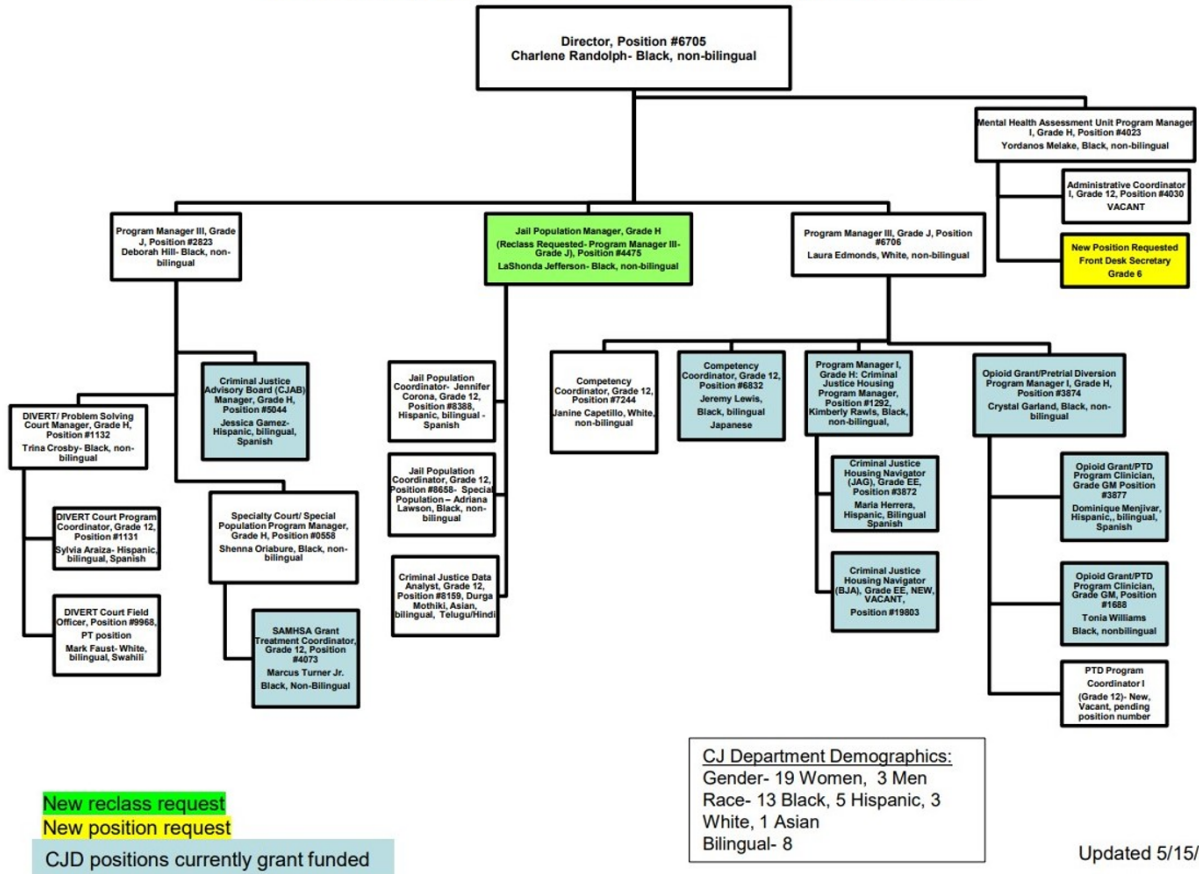 Director, Position #6705
Charlene Randolph- Black, non-bilingual
Mental Health Assessment Unit Program Manager
I, Grade H, Position #4023
Yordanos Melake, Black, non-bilingual
Administrative Coordinator
I, Grade 12, Position #4030
VACANT
New Position Requested
Front Desk Secretary
Grade 6
Program Manager III, Grade
J, Position #2823
Deborah Hill- Black, non-
bilingual
Jail Population Manager, Grade H
(Reclass Requested- Program Manager III-
Grade J), Position #4475
LaShonda Jefferson- Black, non-bilingual
Program Manager III, Grade J, Position
#6706
Laura Edmonds, White, non-bilingual
Criminal Justice
Advisory Board (CJAB)
Manager, Grade H,
Position #5044
Jessica Gamez-
Hispanic, bilingual,
Spanish
DIVERT/ Problem Solving
Court Manager, Grade H,
Position #1132
Trina Crosby- Black, non-
bilingual
DIVERT Court Program
Coordinator, Grade 12,
Position #1131
Sylvia Araiza- Hispanic,
bilingual, Spanish
DIVERT Court Field
Officer, Position #9968,
PT position
Mark Faust- White,
bilingual, Swahili
Specialty Court/ Special
Population Program Manager,
Grade H, Position #0558
Shenna Oriabure, Black, non-
bilingual
SAMHSA Grant
Treatment Coordinator,
Grade 12, Position
#4073
Marcus Turner Jr.
Black, Non-Bilingual
Jail Population
Coordinator- Jennifer
Corona, Grade 12,
Position #8388,
Hispanic, bilingual -
Spanish
Jail Population
Coordinator, Grade 12,
Position #8658- Special
Population – Adriana
Lawson, Black, non-
bilingual
Criminal Justice Data
Analyst, Grade 12,
Position #8159, Durga
Mothiki, Asian,
bilingual, Telugu/Hindi
Competency
Coordinator, Grade 12,
Position #7244
Janine Capetillo, White,
non-bilingual
Competency
Coordinator, Grade 12,
Position #6832
Jeremy Lewis,
Black, bilingual
Japanese
Program Manager I,
Grade H: Criminal
Justice Housing
Program Manager,
Position #1292,
Kimberly Rawls, Black,
non-bilingual,
Criminal Justice
Housing Navigator
(JAG), Grade EE,
Position #3872
Maria Herrera,
Hispanic, Bilingual
Spanish
Criminal Justice
Housing Navigator
(BJA), Grade EE, NEW,
VACANT,
Position #19803
Opioid Grant/Pretrial Diversion
Program Manager I, Grade H,
Position #3874
Crystal Garland, Black, non-
bilingual
Opioid Grant/PTD
Program Clinician,
Grade GM Position
#3877
Dominique Menjivar,
Hispanic,, bilingual,
Spanish
Opioid Grant/PTD
Program Clinician,
Grade GM, Position
#1688
Tonia Williams
Black, nonbilingual
PTD Program
Coordinator I
(Grade 12)- New,
Vacant, pending
position number
CJ Department Demographics:
Gender- 19 Women, 3 Men
Race- 13 Black, 5 Hispanic, 3
White, 1 Asian
Bilingual- 8
New reclass request
New position request
CJD positions currently grant funded
Updated 5/15/